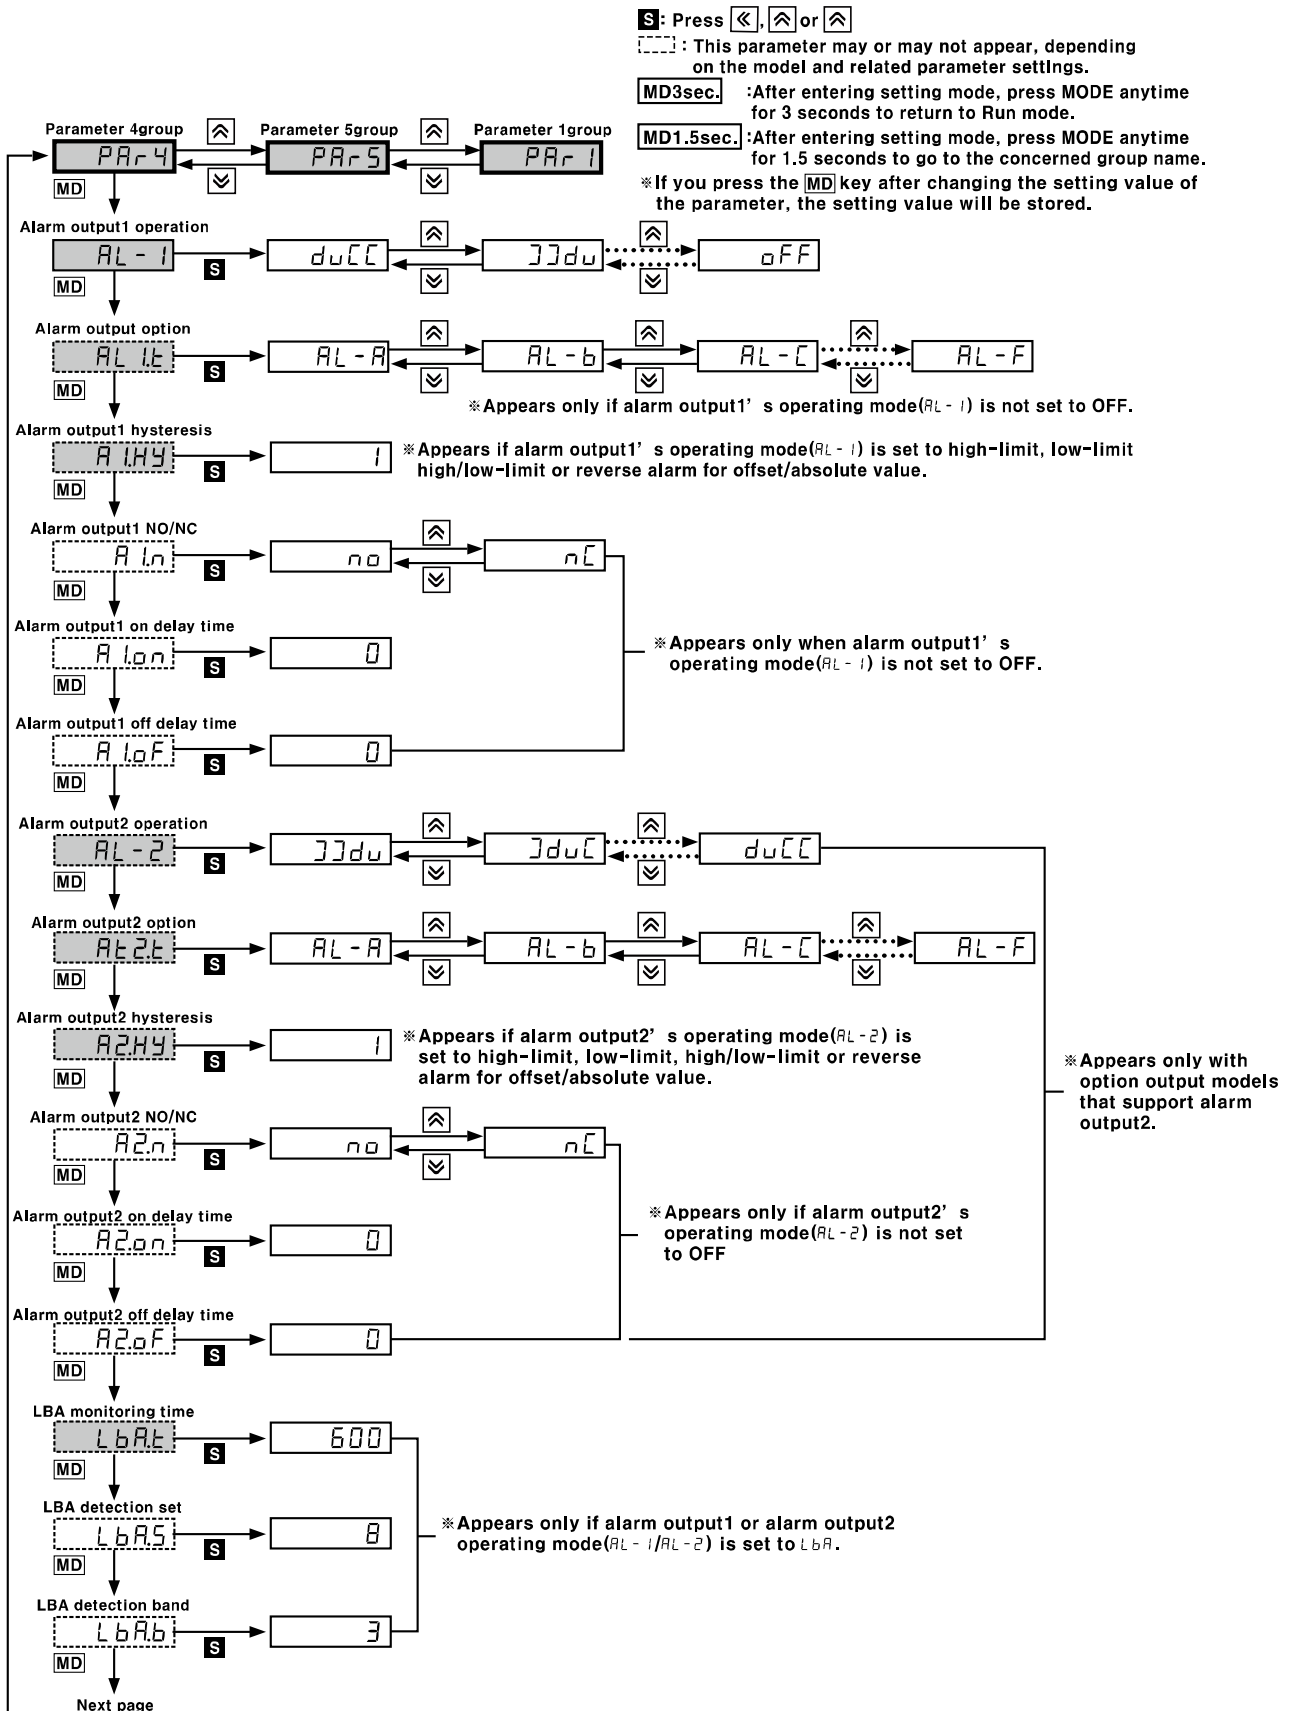 S : Press «, ︽ or ︽
: This parameter may or may not appear, depending
on the model and related parameter settings.
MD3sec. :After entering setting mode, press MODE anytime
for 3 seconds to return to Run mode.
MD1.5sec. :After entering setting mode, press MODE anytime
for 1.5 seconds to go to the concerned group name.
※If you press the MD key after changing the setting value of
the parameter, the setting value will be stored.
Parameter 4group Parameter 5group Parameter 1group
PAr4 PAr5 PAr1
MD
Alarm output1 operation
AL-1 S duCC ]]du oFF
MD
Alarm output option
AL1.t S AL-A AL-b AL-C AL-F
MD
※Appears only if alarm output1’ s operating mode(AL-1) is not set to OFF.
Alarm output1 hysteresis
A1.HY S 1
MD
※Appears if alarm output1’ s operating mode(AL-1) is set to high-limit, low-limit
high/low-limit or reverse alarm for offset/absolute value.
Alarm output1 NO/NC
A1.n S no nC
MD
Alarm output1 on delay time
A1.on S 0
MD
※Appears only when alarm output1’ s
operating mode(AL-1) is not set to OFF.
Alarm output1 off delay time
A1.oF S 0
MD
Alarm output2 operation
AL-2 S ]]du ]duC duCC
MD
Alarm output2 option
At2.t S AL-A AL-b AL-C AL-F
MD
Alarm output2 hysteresis
A2.HY S 1
MD
※Appears if alarm output2’ s operating mode(AL-2) is
set to high-limit, low-limit, high/low-limit or reverse
alarm for offset/absolute value.
※Appears only with
option output models
that support alarm
output2.
Alarm output2 NO/NC
A2.n S no nC
MD
Alarm output2 on delay time
A2.on S 0
MD
※Appears only if alarm output2’ s
operating mode(AL-2) is not set
to OFF
Alarm output2 off delay time
A2.oF S 0
MD
LBA monitoring time
LbA.t S 600
MD
LBA detection set
LbA.S S 8
MD
※Appears only if alarm output1 or alarm output2
operating mode(AL-1/AL-2) is set to LbA.
LBA detection band
LbA.b S 3
MD
Next page